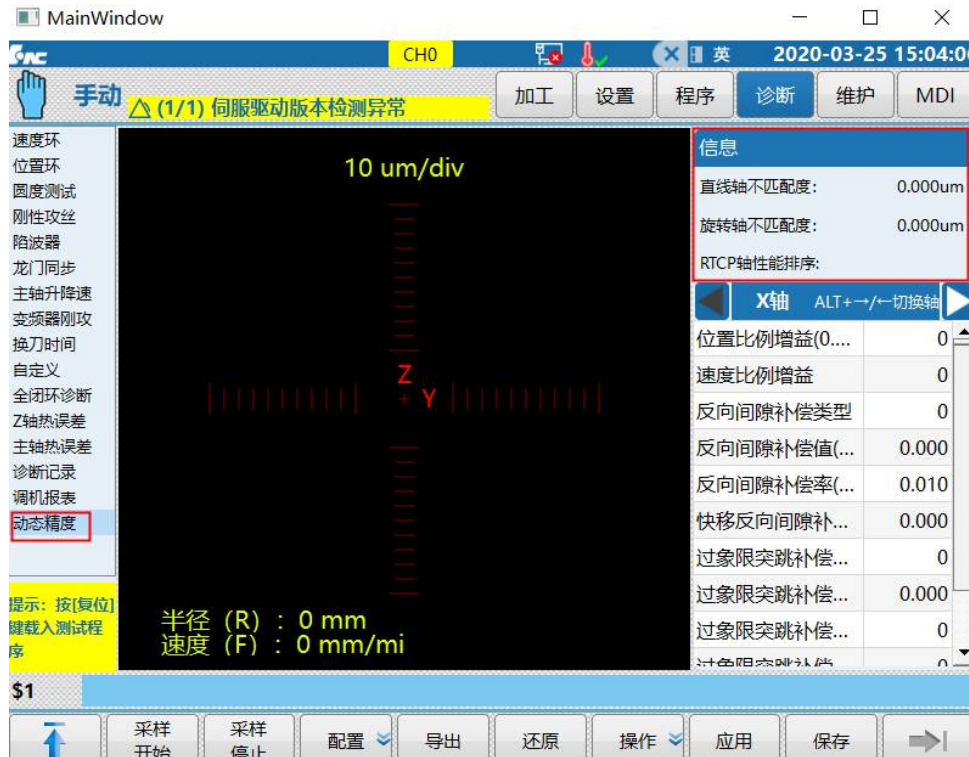 MainWindow
CH0
英
2020-03-25 15:04:0
手动
(1/1) 伺服驱动版本检测异常
加工
设置
程序
诊断
维护
MDI
速度环
位置环
圆度测试
刚性攻丝
陷波器
龙门同步
主轴升降速
变频器刚攻
换刀时间
自定义
全闭环诊断
Z轴热误差
主轴热误差
诊断记录
调机报表
动态精度
提示：按[复位]
键载入测试程
序
10 um/div
Z
Y
半径（R）：0 mm
速度（F）：0 mm/mi
信息
直线轴不匹配度： 0.000um
旋转轴不匹配度： 0.000um
RTCP轴性能排序:
X轴 ALT+→/←切换轴
位置比例增益(0.... 0
速度比例增益 0
反向间隙补偿类型 0
反向间隙补偿值(... 0.000
反向间隙补偿率(... 0.010
快移反向间隙补... 0.000
过象限突跳补偿... 0
过象限突跳补偿... 0.000
过象限突跳补偿... 0
过象限突跳补偿 0
$1
采样
开始
采样
停止
配置
导出
还原
操作
应用
保存